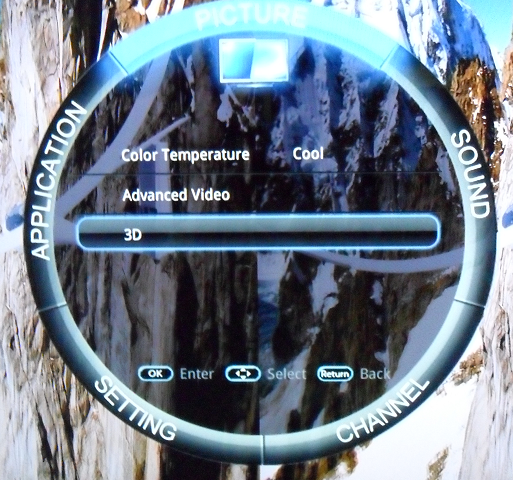 PICTURE
APPLICATION
SOUND
Color Temperature Cool
Advanced Video
3D
OK Enter Select Return Back
SETTING
CHANNEL